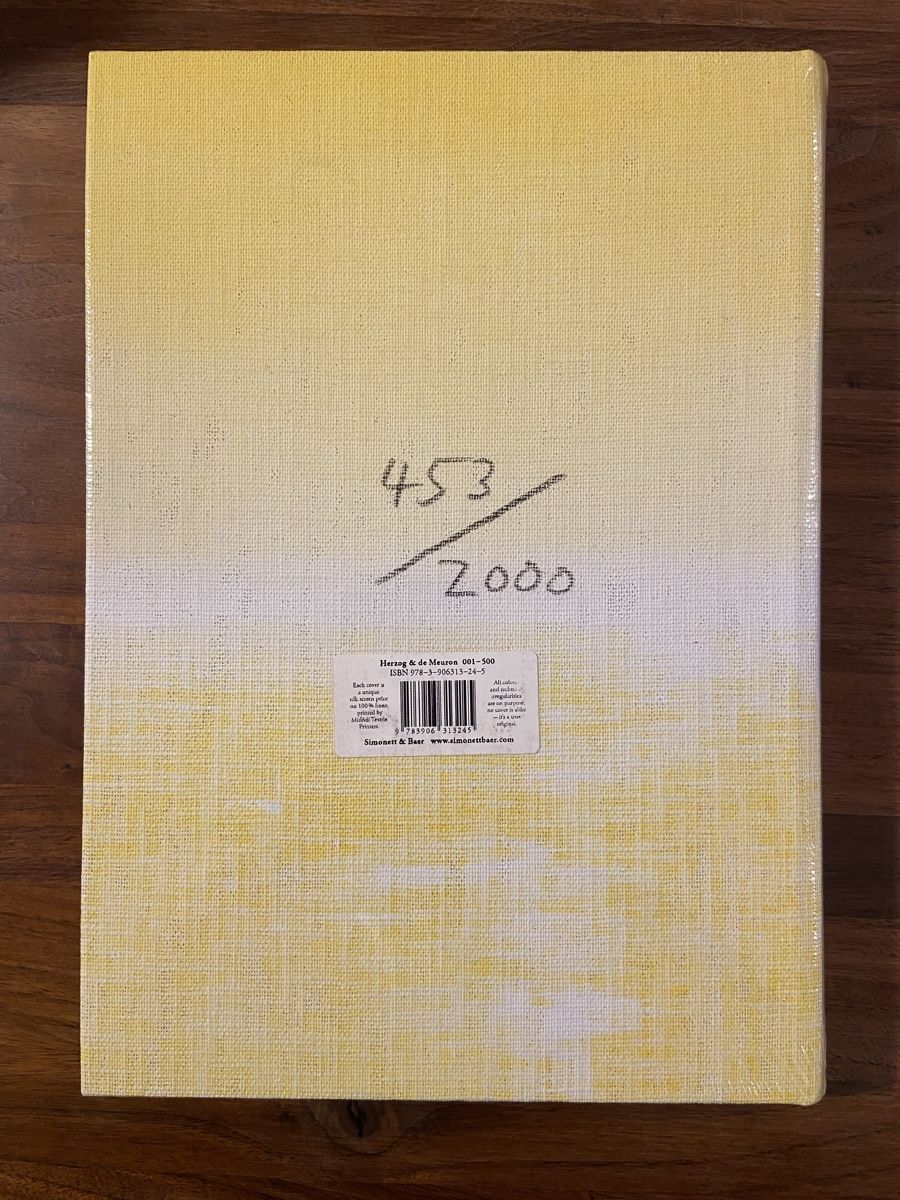 453/
2000
Herzog & de Meuron 001–500
ISBN 978–3–906313–24–5
Each cover is
a unique
silk screen print
on 100% linen,
printed by
Textile
Printers.
All colors
and
irregularities
are on purpose,
no cover is alike
—it's a true
original.
9 783906 313245
Simonett & Baer www.simonettbaer.com